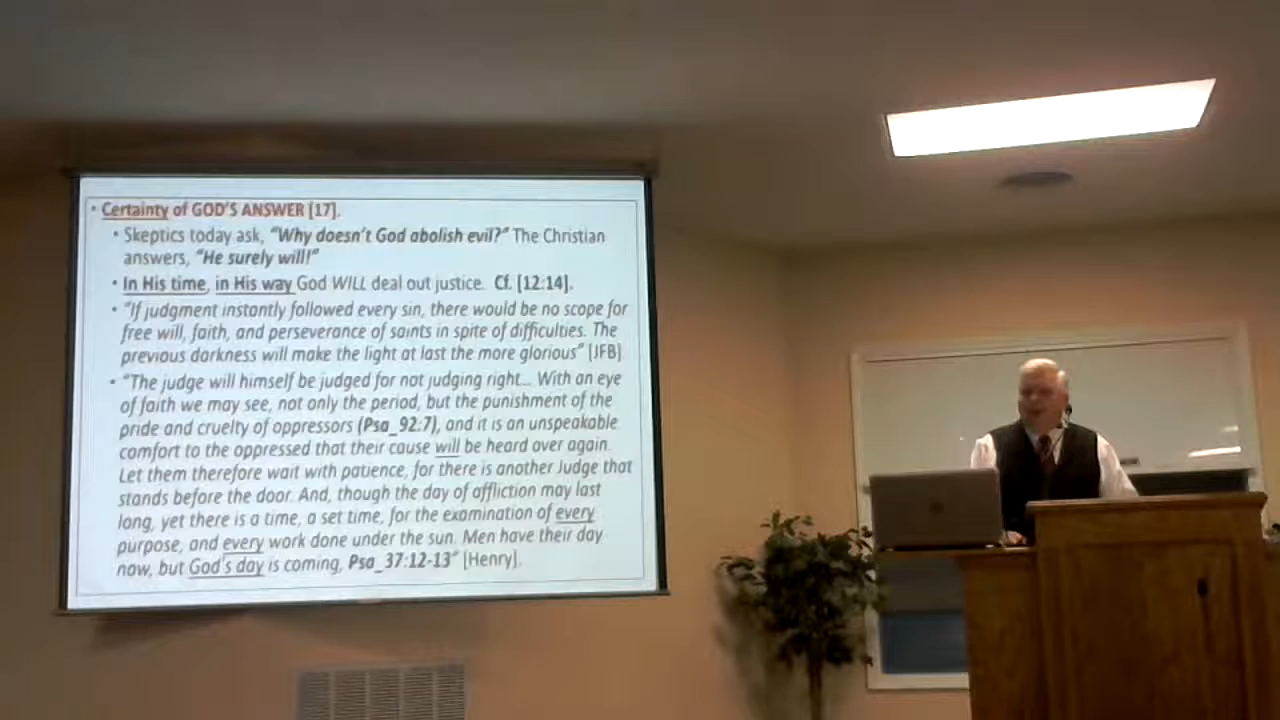 • Certainty of GOD'S ANSWER [17].
• Skeptics today ask, "Why doesn't God abolish evil?" The Christian
answers, "He surely will!"
• In His time, in His way God WILL deal out justice. Cf. [12:14].
• "If judgment instantly followed every sin, there would be no scope for
free will, faith, and perseverance of saints in spite of difficulties. The
previous darkness will make the light at last the more glorious" [JFB]
• "The judge will himself be judged for not judging right... With an eye
of faith we may see, not only the period, but the punishment of the
pride and cruelty of oppressors (Psa_92:7), and it is an unspeakable
comfort to the oppressed that their cause will be heard over again.
Let them therefore wait with patience, for there is another Judge that
stands before the door. And, though the day of affliction may last
long, yet there is a time, a set time, for the examination of every
purpose, and every work done under the sun. Men have their day
now, but God's day is coming, Psa_37:12-13" [Henry].